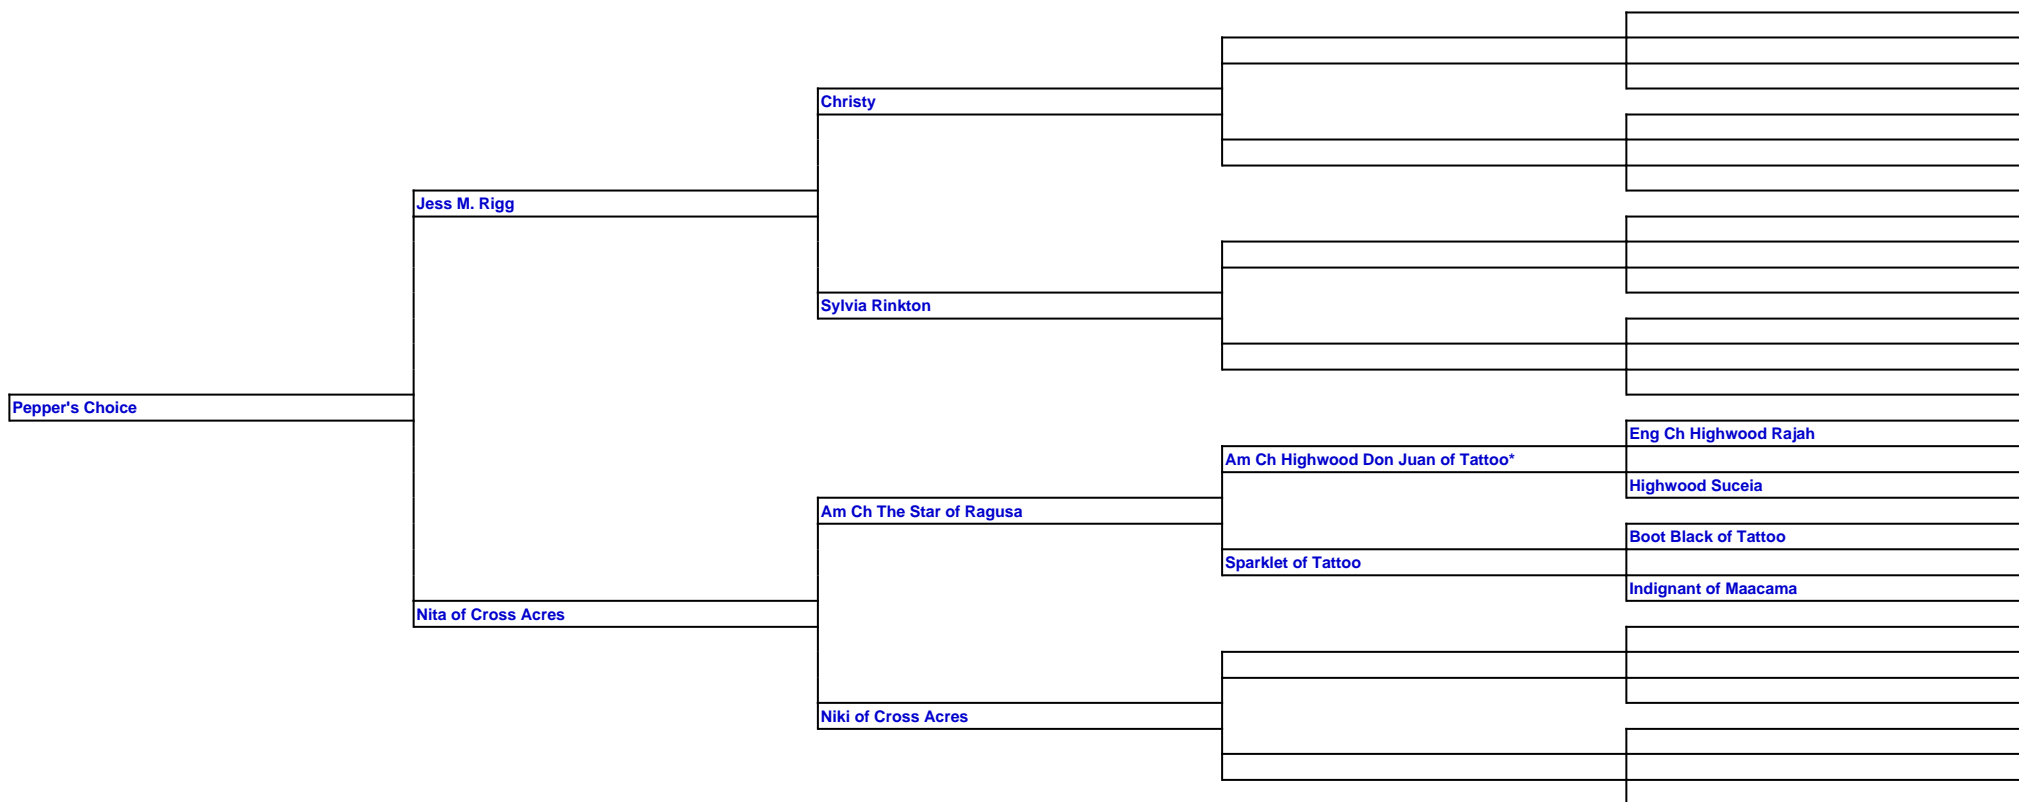 Christy
Jess M. Rigg
Sylvia Rinkton
Pepper's Choice
Eng Ch Highwood Rajah
Am Ch Highwood Don Juan of Tattoo*
Highwood Suceia
Am Ch The Star of Ragusa
Boot Black of Tattoo
Sparklet of Tattoo
Indignant of Maacama
Nita of Cross Acres
Niki of Cross Acres